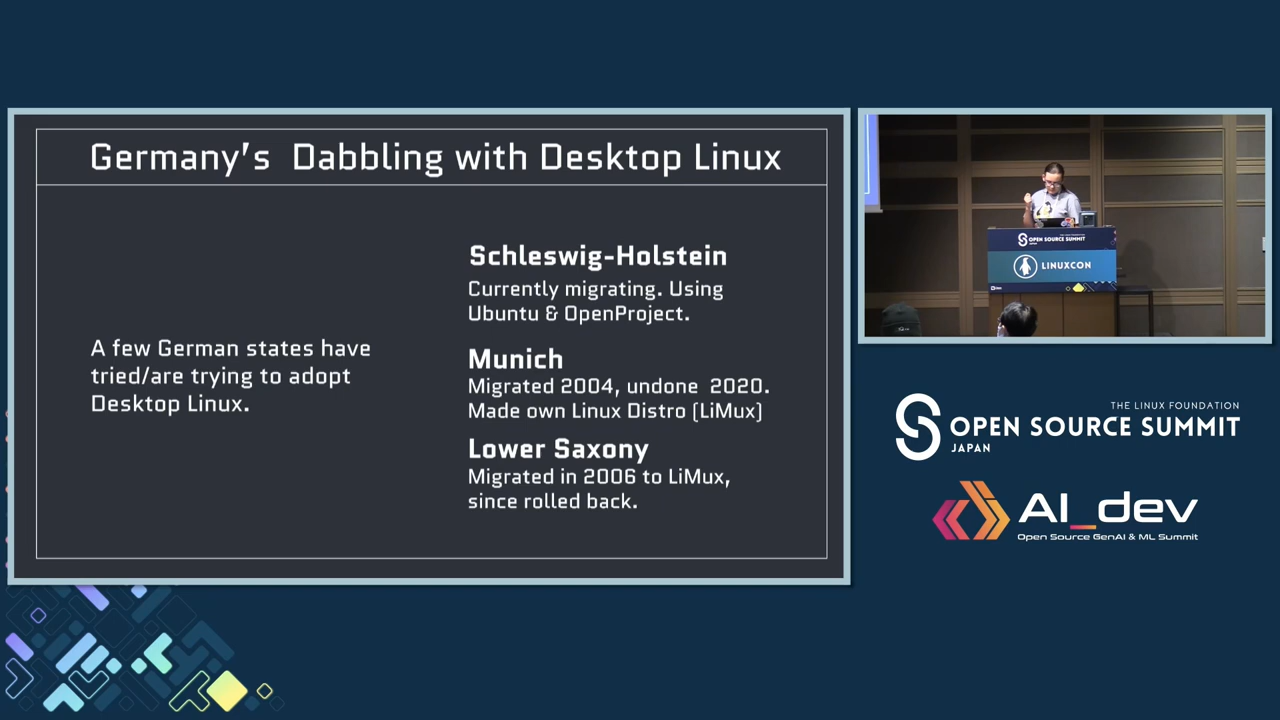 Germany's Dabbling with Desktop Linux
A few German states have
tried/are trying to adopt
Desktop Linux.
Schleswig-Holstein
Currently migrating. Using
Ubuntu & OpenProject.
Munich
Migrated 2004, undone 2020.
Made own Linux Distro (LiMux)
Lower Saxony
Migrated in 2006 to LiMux,
since rolled back.
OPEN SOURCE SUMMIT
LINUXCON
THE LINUX FOUNDATION
OPEN SOURCE SUMMIT
JAPAN
AI_dev
Open Source GenAI & ML Summit